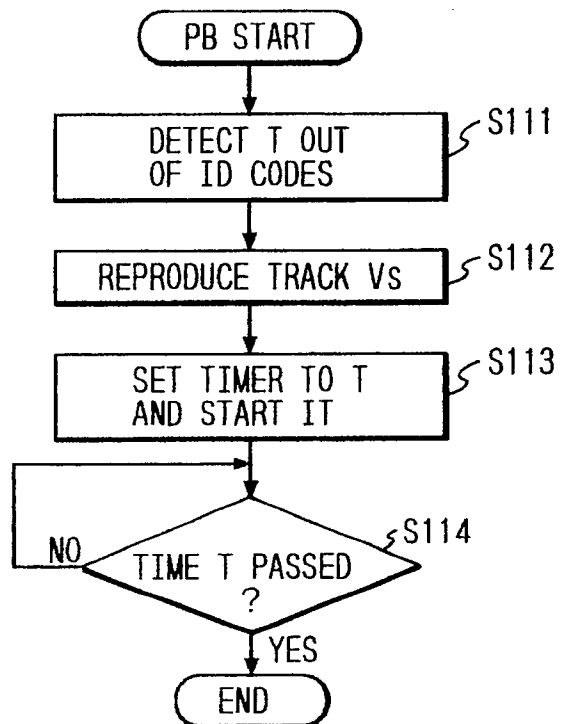 PB START
DETECT T OUT
OF ID CODES
S111
REPRODUCE TRACK Vs
S112
SET TIMER TO T
AND START IT
S113
TIME T PASSED
?
S114
NO
YES
END